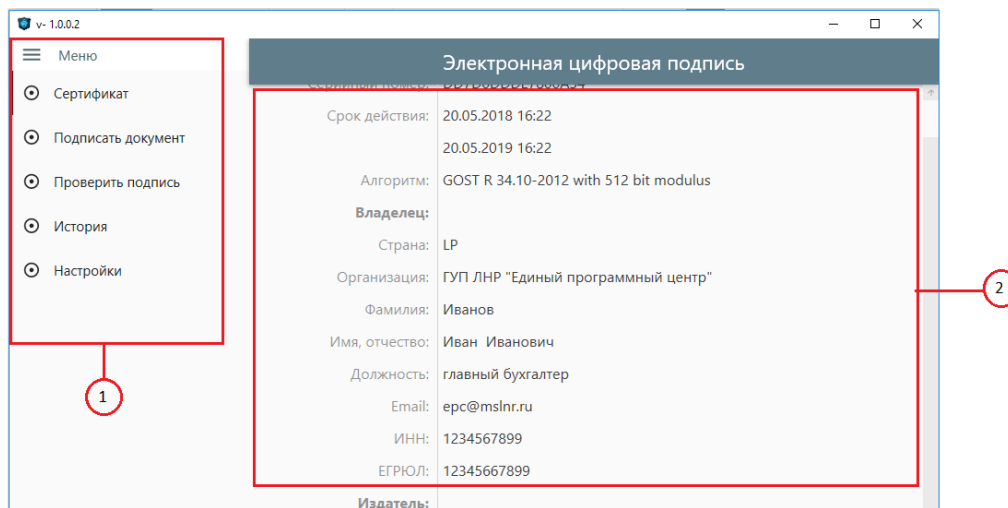 v- 1.0.0.2
Меню
Сертификат
Подписать документ
Проверить подпись
История
Настройки
1
Электронная цифровая подпись
Серийный номер:
Срок действия: 20.05.2018 16:22
20.05.2019 16:22
Алгоритм: GOST R 34.10-2012 with 512 bit modulus
Владелец:
Страна: LP
Организация: ГУП ЛНР "Единый программный центр"
Фамилия: Иванов
Имя, отчество: Иван Иванович
Должность: главный бухгалтер
Email: epc@mslnr.ru
ИНН: 1234567899
ЕГРЮЛ: 12345667899
Издатель:
2